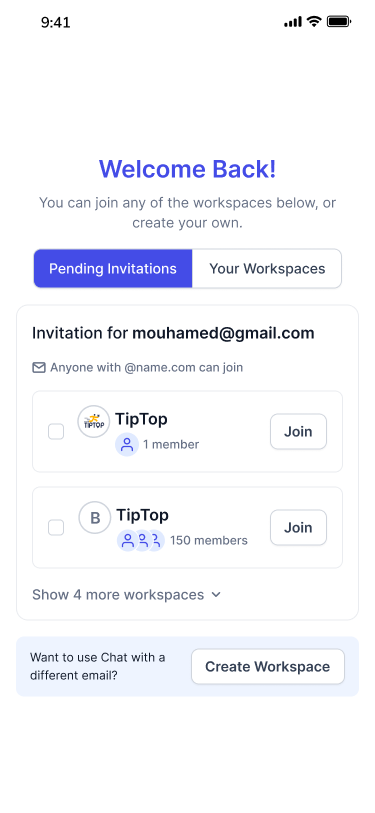 9:41
Welcome Back!
You can join any of the workspaces below, or
create your own.
Pending Invitations
Your Workspaces
Invitation for mouhamed@gmail.com
Anyone with @name.com can join
TIPTOP
TipTop
1 member
Join
B
TipTop
150 members
Join
Show 4 more workspaces
Want to use Chat with a
different email?
Create Workspace